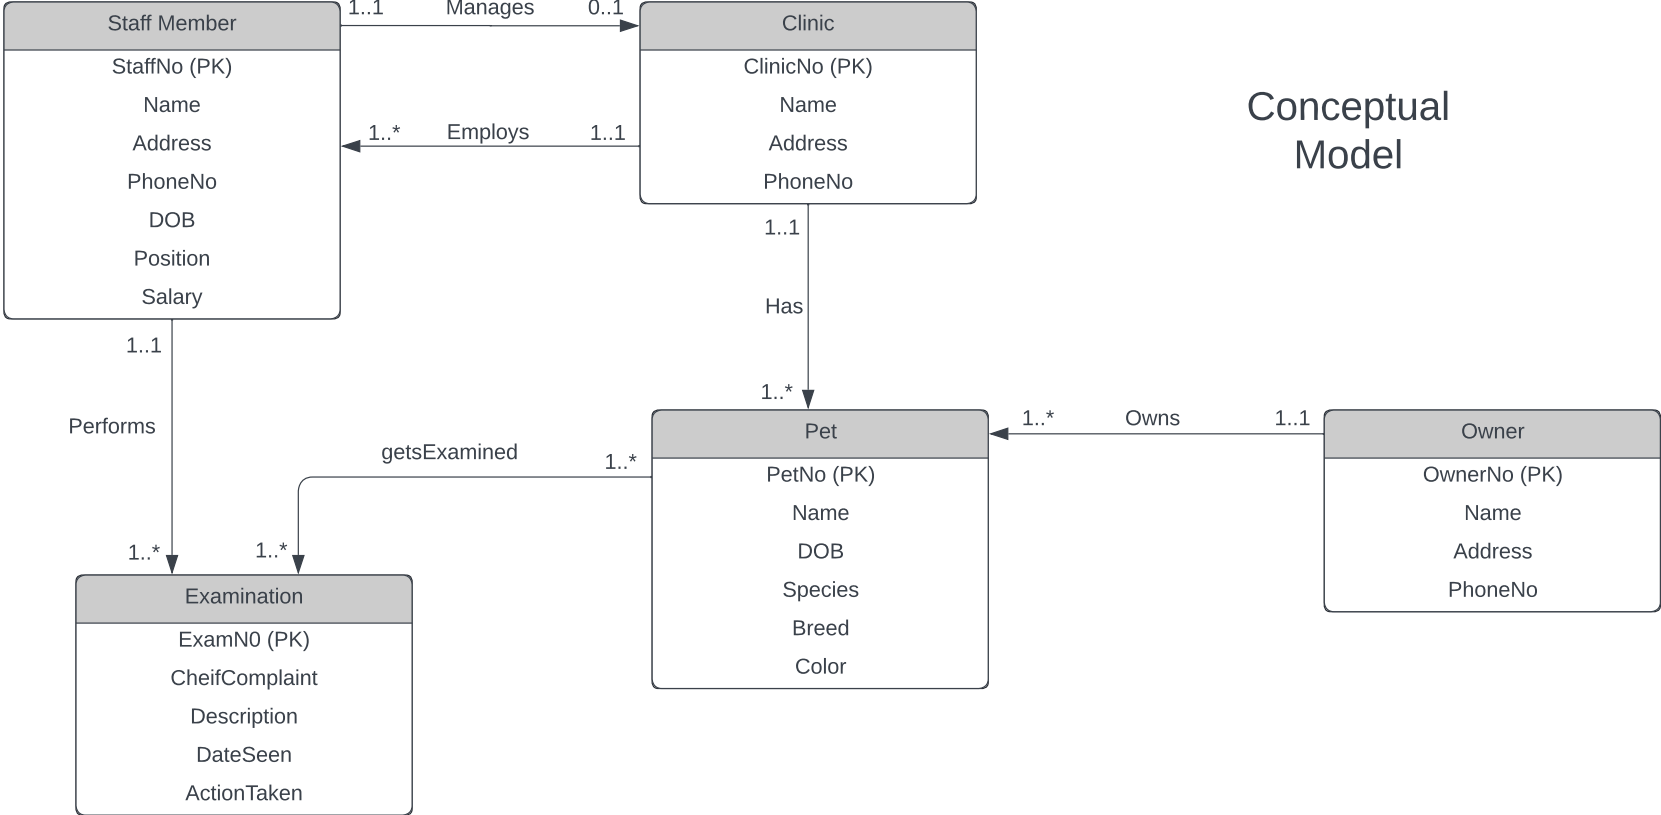 Staff Member
StaffNo (PK)
Name
Address
PhoneNo
DOB
Position
Salary
1..1 Manages 0..1
1..* Employs 1..1
Clinic
ClinicNo (PK)
Name
Address
PhoneNo
Conceptual
Model
1..1
Has
1..*
1..1
Performs
1..*
getsExamined
1..*
1..*
Pet
PetNo (PK)
Name
DOB
Species
Breed
Color
1..* Owns 1..1
Owner
OwnerNo (PK)
Name
Address
PhoneNo
Examination
ExamN0 (PK)
CheifComplaint
Description
DateSeen
ActionTaken